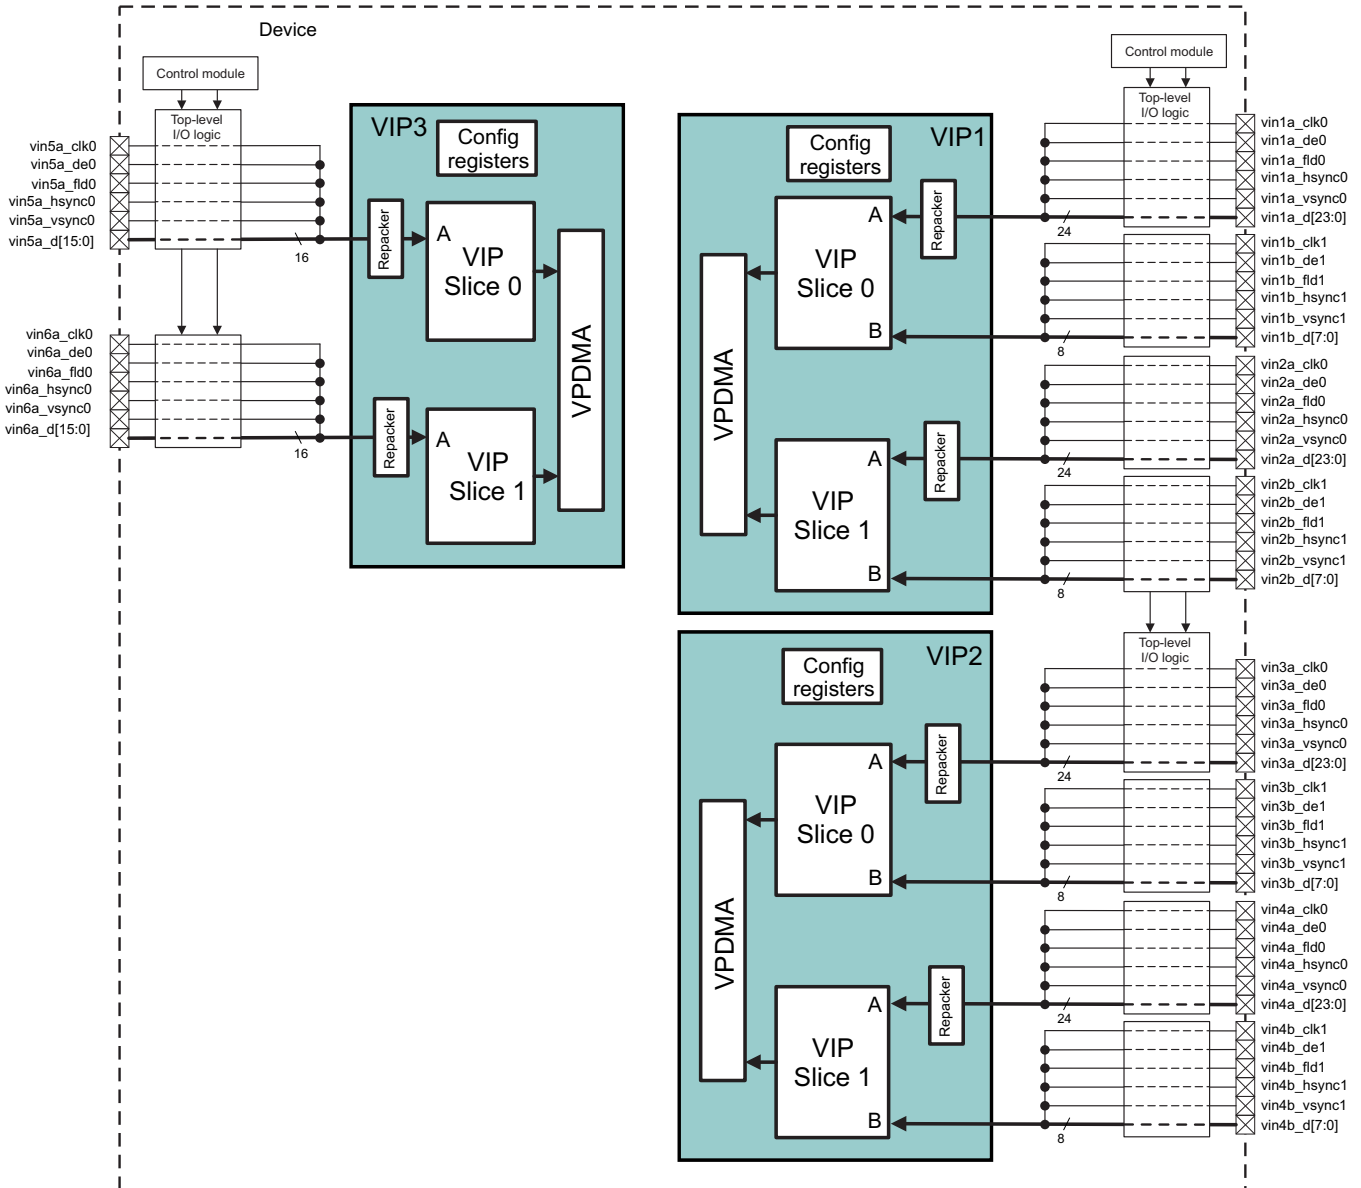 Device
Control module
Top-level
I/O logic
vin5a_clk0
vin5a_de0
vin5a_fld0
vin5a_hsync0
vin5a_vsync0
vin5a_d[15:0]
16
vin6a_clk0
vin6a_de0
vin6a_fld0
vin6a_hsync0
vin6a_vsync0
vin6a_d[15:0]
16
VIP3
Config
registers
Repacker
A
VIP
Slice 0
Repacker
A
VIP
Slice 1
VPDMA
VIP1
Config
registers
Repacker
A
VIP
Slice 0
B
Repacker
A
VIP
Slice 1
B
VPDMA
Control module
Top-level
I/O logic
vin1a_clk0
vin1a_de0
vin1a_fld0
vin1a_hsync0
vin1a_vsync0
vin1a_d[23:0]
24
vin1b_clk1
vin1b_de1
vin1b_fld1
vin1b_hsync1
vin1b_vsync1
vin1b_d[7:0]
8
vin2a_clk0
vin2a_de0
vin2a_fld0
vin2a_hsync0
vin2a_vsync0
vin2a_d[23:0]
24
vin2b_clk1
vin2b_de1
vin2b_fld1
vin2b_hsync1
vin2b_vsync1
vin2b_d[7:0]
8
VIP2
Config
registers
Repacker
A
VIP
Slice 0
B
Repacker
A
VIP
Slice 1
B
VPDMA
Top-level
I/O logic
vin3a_clk0
vin3a_de0
vin3a_fld0
vin3a_hsync0
vin3a_vsync0
vin3a_d[23:0]
24
vin3b_clk1
vin3b_de1
vin3b_fld1
vin3b_hsync1
vin3b_vsync1
vin3b_d[7:0]
8
vin4a_clk0
vin4a_de0
vin4a_fld0
vin4a_hsync0
vin4a_vsync0
vin4a_d[23:0]
24
vin4b_clk1
vin4b_de1
vin4b_fld1
vin4b_hsync1
vin4b_vsync1
vin4b_d[7:0]
8